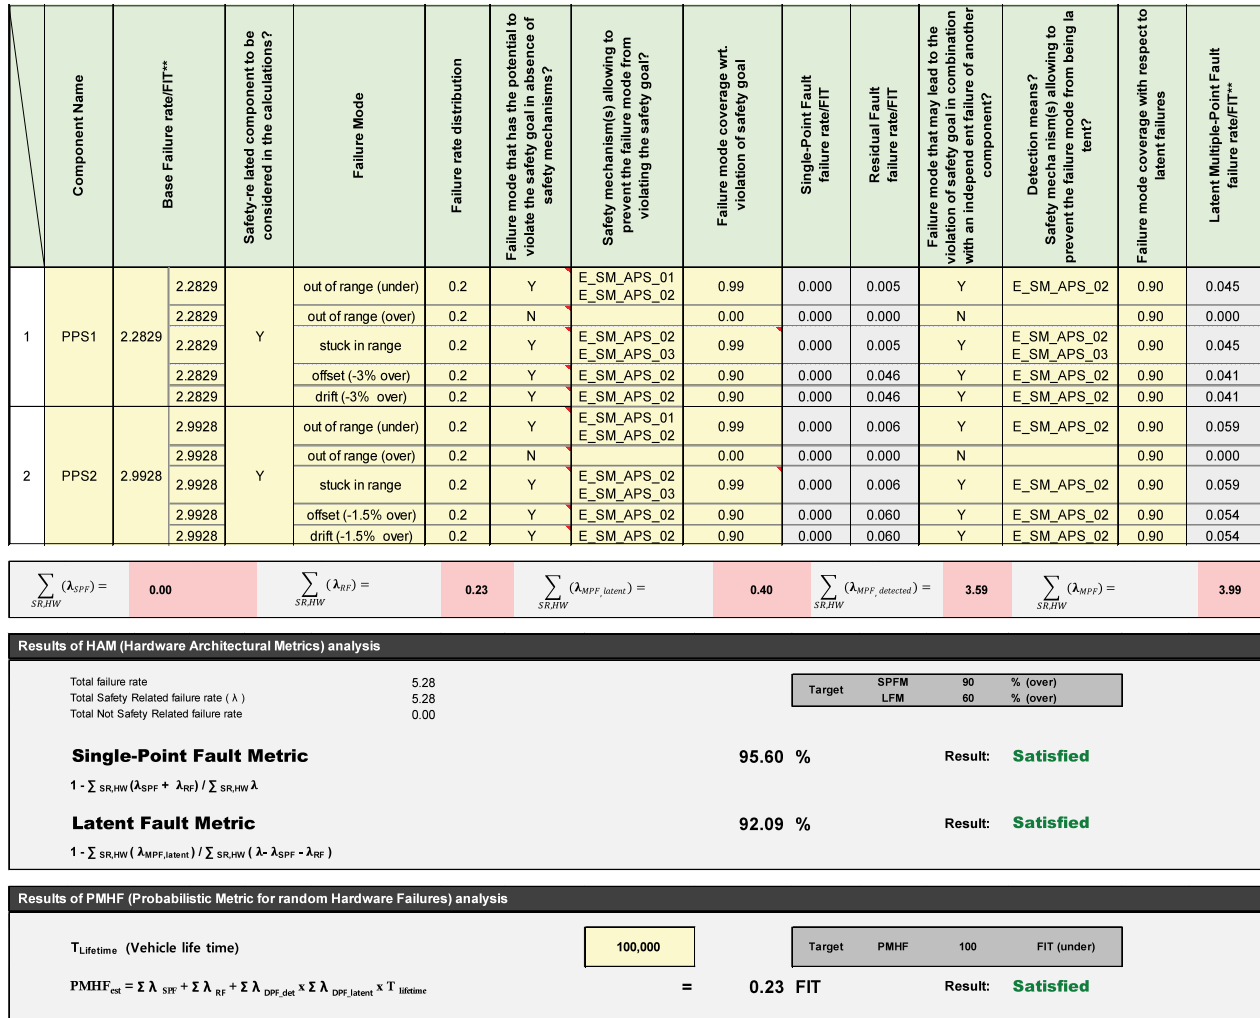 Component Name
Base Failure rate/FIT**
Safety-re lated component to be
considered in the calculations?
Failure Mode
Failure rate distribution
Failure mode that has the potential to
violate the safety goal in absence of
safety mechanisms?
Safety mechanism(s) allowing to
prevent the failure mode from
violating the safety goal?
Failure mode coverage wrt.
violation of safety goal
Single-Point Fault
failure rate/FIT
Residual Fault
failure rate/FIT
Failure mode that may lead to the
violation of safety goal in combination
with an independ ent failure of another
component?
Detection means?
Safety mecha nism(s) allowing to
prevent the failure mode from being la
tent?
Failure mode coverage with respect to
latent failures
Latent Multiple-Point Fault
failure rate/FIT**
1 PPS1 2.2829 Y
2.2829 out of range (under) 0.2 Y E_SM_APS_01 E_SM_APS_02 0.99 0.000 0.005 Y E_SM_APS_02 0.90 0.045
2.2829 out of range (over) 0.2 N 0.00 0.000 0.000 N 0.90 0.000
2.2829 stuck in range 0.2 Y E_SM_APS_02 E_SM_APS_03 0.99 0.000 0.005 Y E_SM_APS_02 E_SM_APS_03 0.90 0.045
2.2829 offset (-3% over) 0.2 Y E_SM_APS_02 0.90 0.000 0.046 Y E_SM_APS_02 0.90 0.041
2.2829 drift (-3% over) 0.2 Y E_SM_APS_02 0.90 0.000 0.046 Y E_SM_APS_02 0.90 0.041
2 PPS2 2.9928 Y
2.9928 out of range (under) 0.2 Y E_SM_APS_01 E_SM_APS_02 0.99 0.000 0.006 Y E_SM_APS_02 0.90 0.059
2.9928 out of range (over) 0.2 N 0.00 0.000 0.000 N 0.90 0.000
2.9928 stuck in range 0.2 Y E_SM_APS_02 E_SM_APS_03 0.99 0.000 0.006 Y E_SM_APS_02 0.90 0.059
2.9928 offset (-1.5% over) 0.2 Y E_SM_APS_02 0.90 0.000 0.060 Y E_SM_APS_02 0.90 0.054
2.9928 drift (-1.5% over) 0.2 Y E_SM_APS_02 0.90 0.000 0.060 Y E_SM_APS_02 0.90 0.054
∑ SR,HW (λSPF) = 0.00 ∑ SR,HW (λRF) = 0.23 ∑ SR,HW (λMPF, latent) = 0.40 ∑ SR,HW (λMPF, detected) = 3.59 ∑ SR,HW (λMPF) = 3.99
Results of HAM (Hardware Architectural Metrics) analysis
Total failure rate 5.28
Total Safety Related failure rate ( λ ) 5.28
Total Not Safety Related failure rate 0.00
Target SPFM 90 % (over)
LFM 60 % (over)
Single-Point Fault Metric 95.60 % Result: Satisfied
1 - ∑ SR,HW (λSPF + λRF) / ∑ SR,HW λ
Latent Fault Metric 92.09 % Result: Satisfied
1 - ∑ SR,HW ( λMPF,latent) / ∑ SR,HW ( λ- λSPF - λRF )
Results of PMHF (Probabilistic Metric for random Hardware Failures) analysis
TLifetime (Vehicle life time) 100,000 Target PMHF 100 FIT (under)
PMHFest = Σ λ SPF + Σ λ RF + Σ λ DPF_det x Σ λ DPF_latent x T lifetime = 0.23 FIT Result: Satisfied